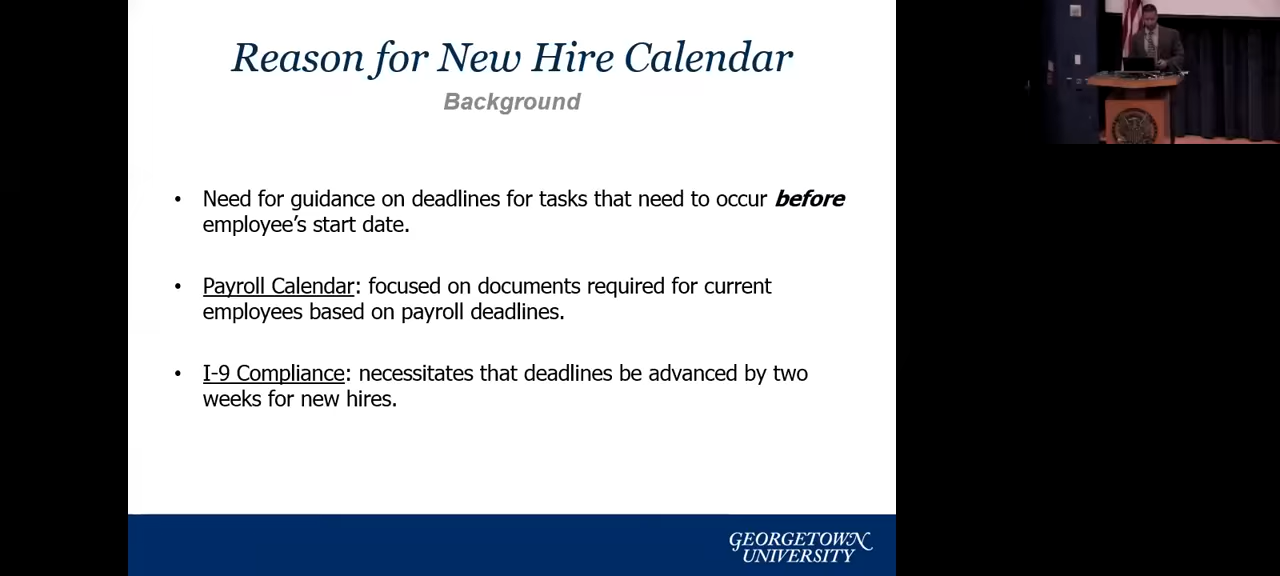 Reason for New Hire Calendar
Background
• Need for guidance on deadlines for tasks that need to occur before
employee's start date.
• Payroll Calendar: focused on documents required for current
employees based on payroll deadlines.
• I-9 Compliance: necessitates that deadlines be advanced by two
weeks for new hires.
GEORGETOWN
UNIVERSITY